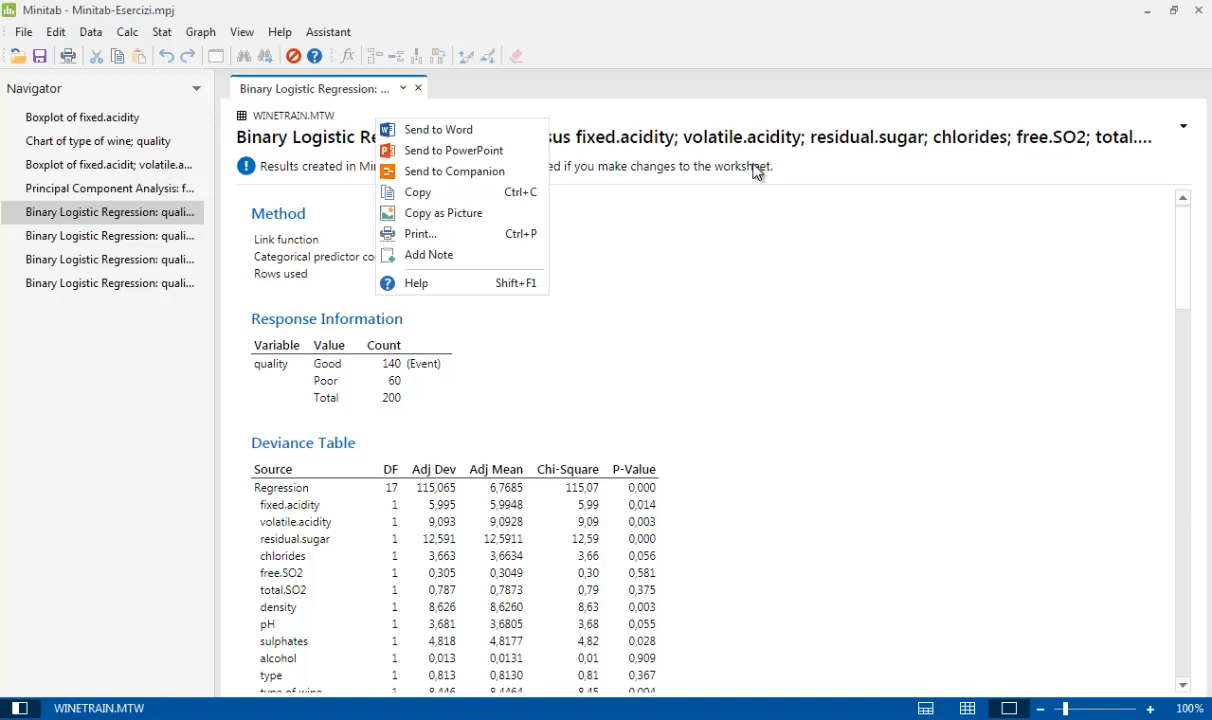 Minitab - Minitab-Esercizi.mpj
File Edit Data Calc Stat Graph View Help Assistant
Navigator
Boxplot of fixed.acidity
Chart of type of wine; quality
Boxplot of fixed.acidit; volatile.a...
Principal Component Analysis: f...
Binary Logistic Regression: quali...
Binary Logistic Regression: quali...
Binary Logistic Regression: quali...
Binary Logistic Regression: quali...
Binary Logistic Regression: ...
WINETRAIN.MTW
Binary Logistic Re sus fixed.acidity; volatile.acidity; residual.sugar; chlorides; free.SO2; total....
Results created in Mi ed if you make changes to the worksheet.
Send to Word
Send to PowerPoint
Send to Companion
Copy Ctrl+C
Copy as Picture
Print... Ctrl+P
Add Note
Help Shift+F1
Method
Link function
Categorical predictor co
Rows used
Response Information
Variable Value Count
quality Good 140 (Event)
Poor 60
Total 200
Deviance Table
Source DF Adj Dev Adj Mean Chi-Square P-Value
Regression 17 115,065 6,7685 115,07 0,000
fixed.acidity 1 5,995 5,9948 5,99 0,014
volatile.acidity 1 9,093 9,0928 9,09 0,003
residual.sugar 1 12,591 12,5911 12,59 0,000
chlorides 1 3,663 3,6634 3,66 0,056
free.SO2 1 0,305 0,3049 0,30 0,581
total.SO2 1 0,787 0,7873 0,79 0,375
density 1 8,626 8,6260 8,63 0,003
pH 1 3,681 3,6805 3,68 0,055
sulphates 1 4,818 4,8177 4,82 0,028
alcohol 1 0,013 0,0131 0,01 0,909
type 1 0,813 0,8130 0,81 0,367
type of wine 1 8,446 8,4464 8,45 0,004
WINETRAIN.MTW
100%